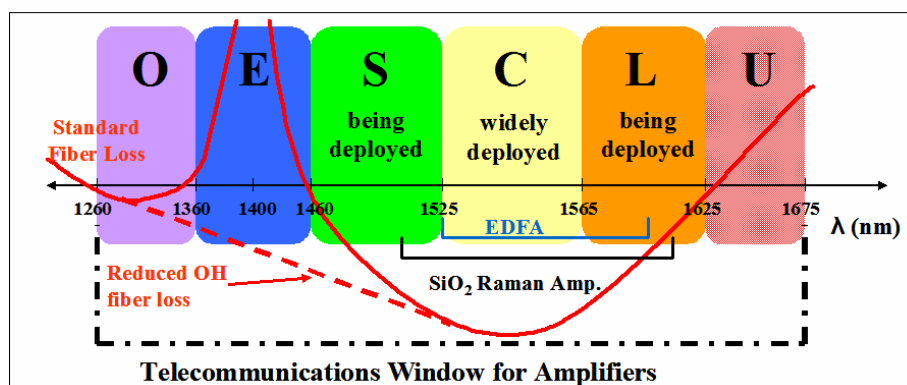 O E S C L U
being
deployed
widely
deployed
being
deployed
Standard
Fiber Loss
1260 1360 1400 1460 1525 1565 1625 1675
λ (nm)
EDFA
SiO₂ Raman Amp.
Reduced OH
fiber loss
Telecommunications Window for Amplifiers